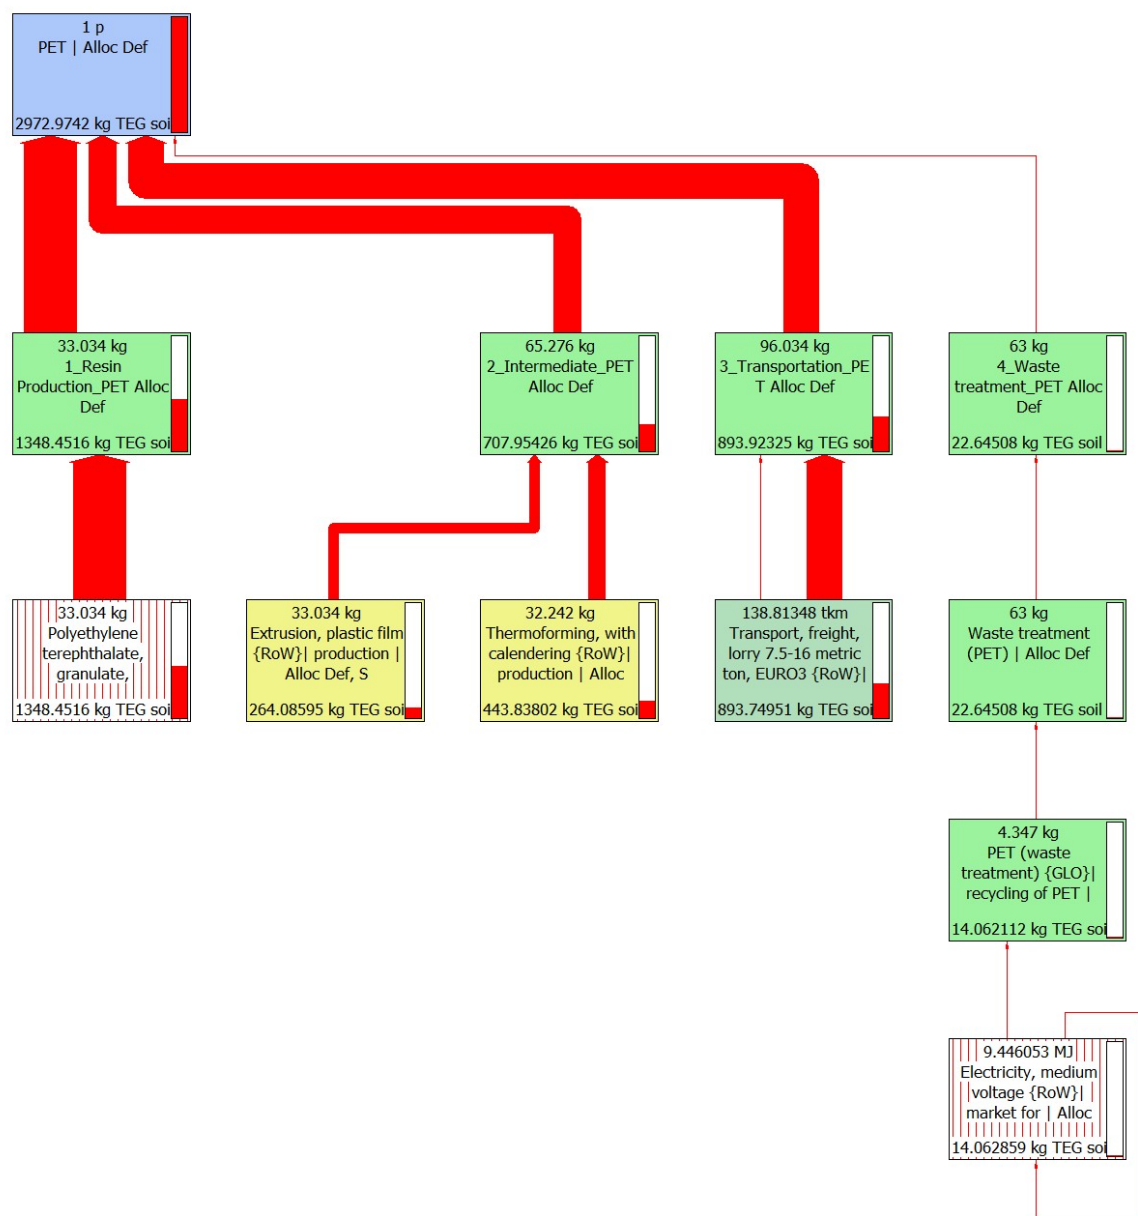 1 p
PET | Alloc Def
2972.9742 kg TEG soi
33.034 kg
1_Resin
Production_PET Alloc
Def
1348.4516 kg TEG soi
65.276 kg
2_Intermediate_PET
Alloc Def
707.95426 kg TEG soi
96.034 kg
3_Transportation_PE
T Alloc Def
893.92325 kg TEG soi
63 kg
4_Waste
treatment_PET Alloc
Def
22.64508 kg TEG soil
33.034 kg
Polyethylene
terephthalate,
granulate,
1348.4516 kg TEG soi
33.034 kg
Extrusion, plastic film
{RoW}| production |
Alloc Def, S
264.08595 kg TEG soi
32.242 kg
Thermoforming, with
calendering {RoW}|
production | Alloc
443.83802 kg TEG soi
138.81348 tkm
Transport, freight,
lorry 7.5-16 metric
ton, EURO3 {RoW}|
893.74951 kg TEG soi
63 kg
Waste treatment
(PET) | Alloc Def
22.64508 kg TEG soil
4.347 kg
PET (waste
treatment) {GLO}|
recycling of PET |
14.062112 kg TEG soi
9.446053 MJ
Electricity, medium
voltage {RoW}|
market for | Alloc
14.062859 kg TEG soi